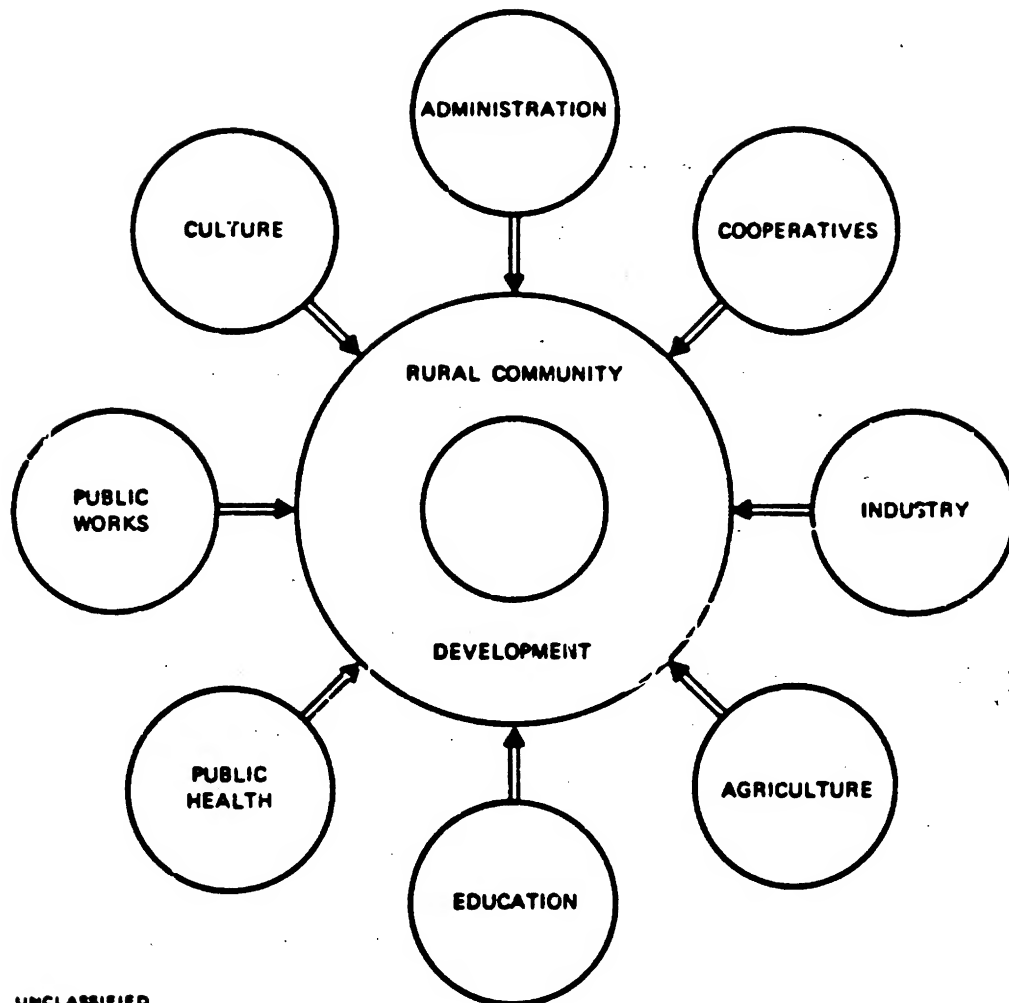 ADMINISTRATION
CULTURE
COOPERATIVES
RURAL COMMUNITY
PUBLIC
WORKS
INDUSTRY
DEVELOPMENT
PUBLIC
HEALTH
AGRICULTURE
EDUCATION
UNCLASSIFIED